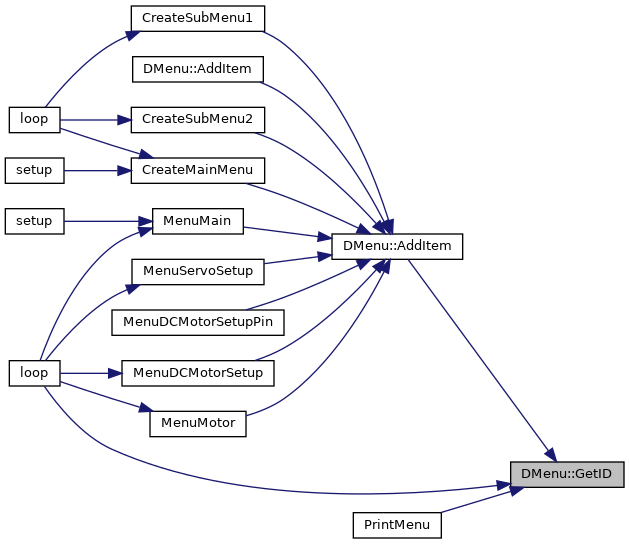 CreateSubMenu1
DMenu::AddItem
loop
CreateSubMenu2
setup
CreateMainMenu
setup
MenuMain
DMenu::AddItem
MenuServoSetup
MenuDCMotorSetupPin
loop
MenuDCMotorSetup
MenuMotor
DMenu::GetID
PrintMenu